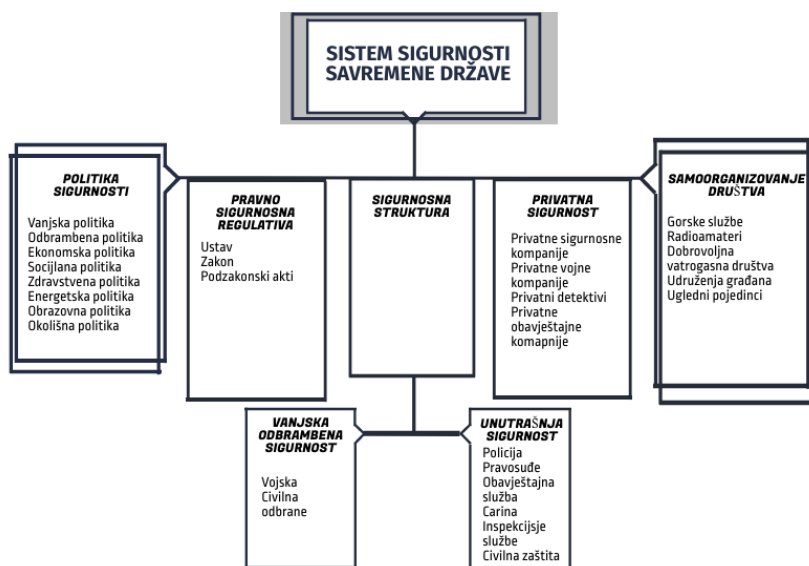 SISTEM SIGURNOSTI
SAVREMENE DRŽAVE
POLITIKA
SIGURNOSTI
Vanjska politika
Odbrambena politika
Ekonomska politika
Socijlana politika
Zdravstvena politika
Energetska politika
Obrazovna politika
Okolišna politika
PRAVNO
SIGURNOSNA
REGULATIVA
Ustav
Zakon
Podzakonski akti
SIGURNOSNA
STRUKTURA
PRIVATNA
SIGURNOST
Privatne sigurnosne
kompanije
Privatne vojne
kompanije
Privatni detektivi
Privatne
obavještajne
komapnije
SAMOORGANIZOVANJE
DRUŠTVA
Gorske službe
Radioamateri
Dobrovoljna
vatrogasna društva
Udruženja građana
Ugledni pojedinci
VANJSKA
ODBRAMBENA
SIGURNOST
Vojska
Civilna
odbrane
UNUTRAŠNJA
SIGURNOST
Policija
Pravosuđe
Obavještajna
služba
Carina
Inspekcijsje
službe
Civilna zaštita